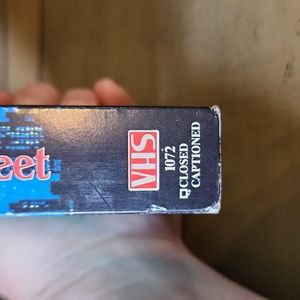 eet
VHS
1072
CLOSED
CAPTIONED